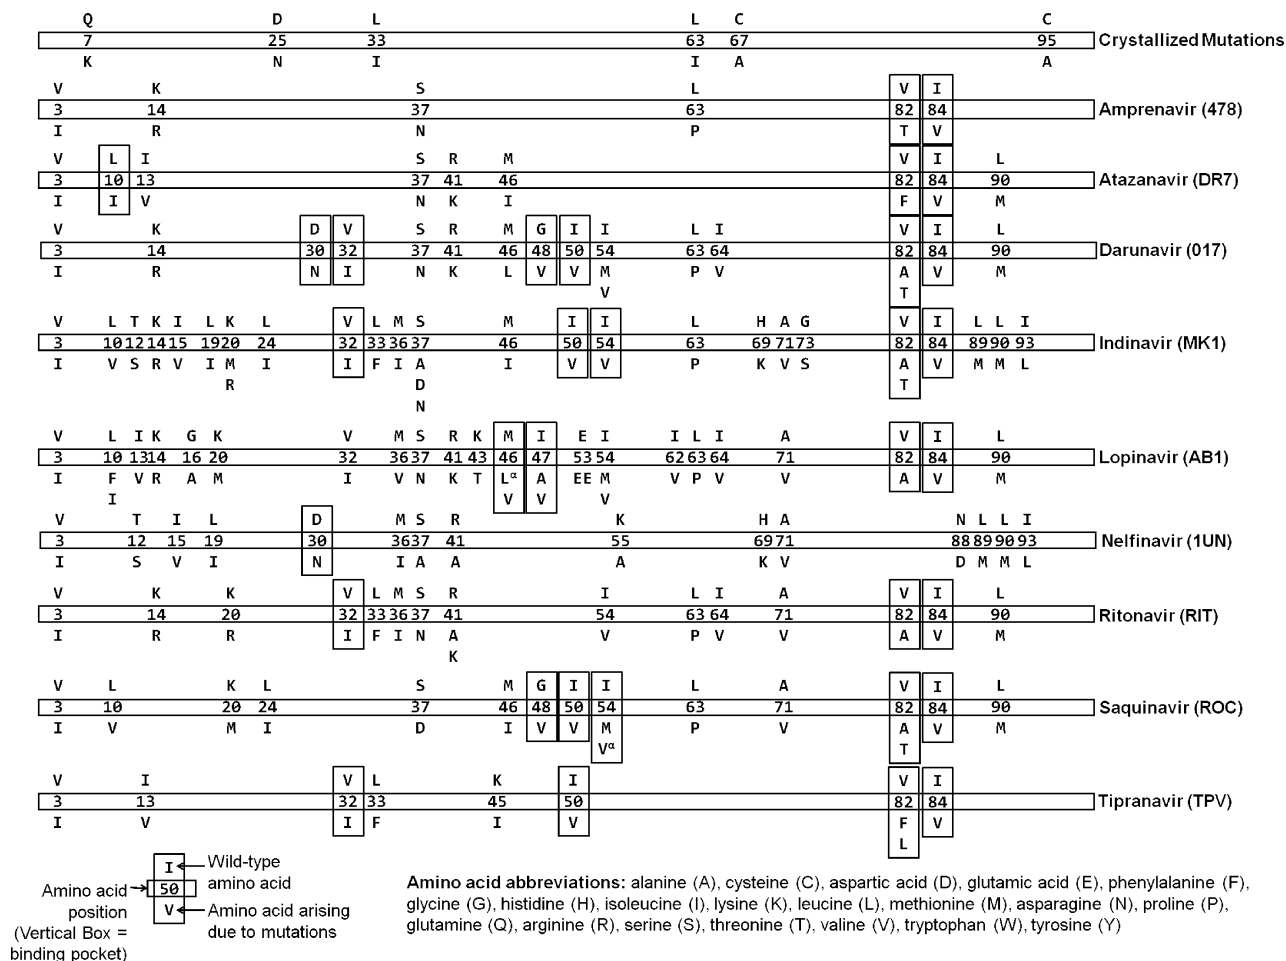 Q D L L C C
7 25 33 63 67 95 Crystallized Mutations
K N I I A A
V K S L V I
3 14 37 63 82 84 Amprenavir (478)
I R N P T V
V L I S R M V I L
3 10 13 37 41 46 82 84 90 Atazanavir (DR7)
I I V N K I F V M
V K D V S R M G I I L I V I L
3 14 30 32 37 41 46 48 50 54 63 64 82 84 90 Darunavir (017)
I R N I N K L V V M P V A V M
V T
V L T K I L K L V L M S M I I L H A G V I L L I
3 10 12 14 15 19 20 24 32 33 36 37 46 50 54 63 69 71 73 82 84 89 90 93 Indinavir (MK1)
I V S R V I M I I F I A I V V P K V S A V M M L
R D T
N
V L I K G K V M S R K M I E I I L I A V I L
3 10 13 14 16 20 32 36 37 41 43 46 47 53 54 62 63 64 71 82 84 90 Lopinavir (AB1)
I F V R A M I V N K T Lᵅ A EE M V P V V A V M
I V V V
V T I L D M S R K H A N L L I
3 12 15 19 30 36 37 41 55 69 71 88 89 90 93 Nelfinavir (1UN)
I S V I N I A A A K V D M M L
V K K V L M S R I L I A V I L
3 14 20 32 33 36 37 41 54 63 64 71 82 84 90 Ritonavir (RIT)
I R R I F I N A V P V V A V M
K
V L K L S M G I I L A V I L
3 10 20 24 37 46 48 50 54 63 71 82 84 90 Saquinavir (ROC)
I V M I D I V V M P V A V M
Vᵅ T
V I V L K I V I
3 13 32 33 45 50 82 84 Tipranavir (TPV)
I V I F I V F V
L
I Wild-type
amino acid
50 Amino acid
position
(Vertical Box =
binding pocket)
V Amino acid arising
due to mutations
Amino acid abbreviations: alanine (A), cysteine (C), aspartic acid (D), glutamic acid (E), phenylalanine (F),
glycine (G), histidine (H), isoleucine (I), lysine (K), leucine (L), methionine (M), asparagine (N), proline (P),
glutamine (Q), arginine (R), serine (S), threonine (T), valine (V), tryptophan (W), tyrosine (Y)